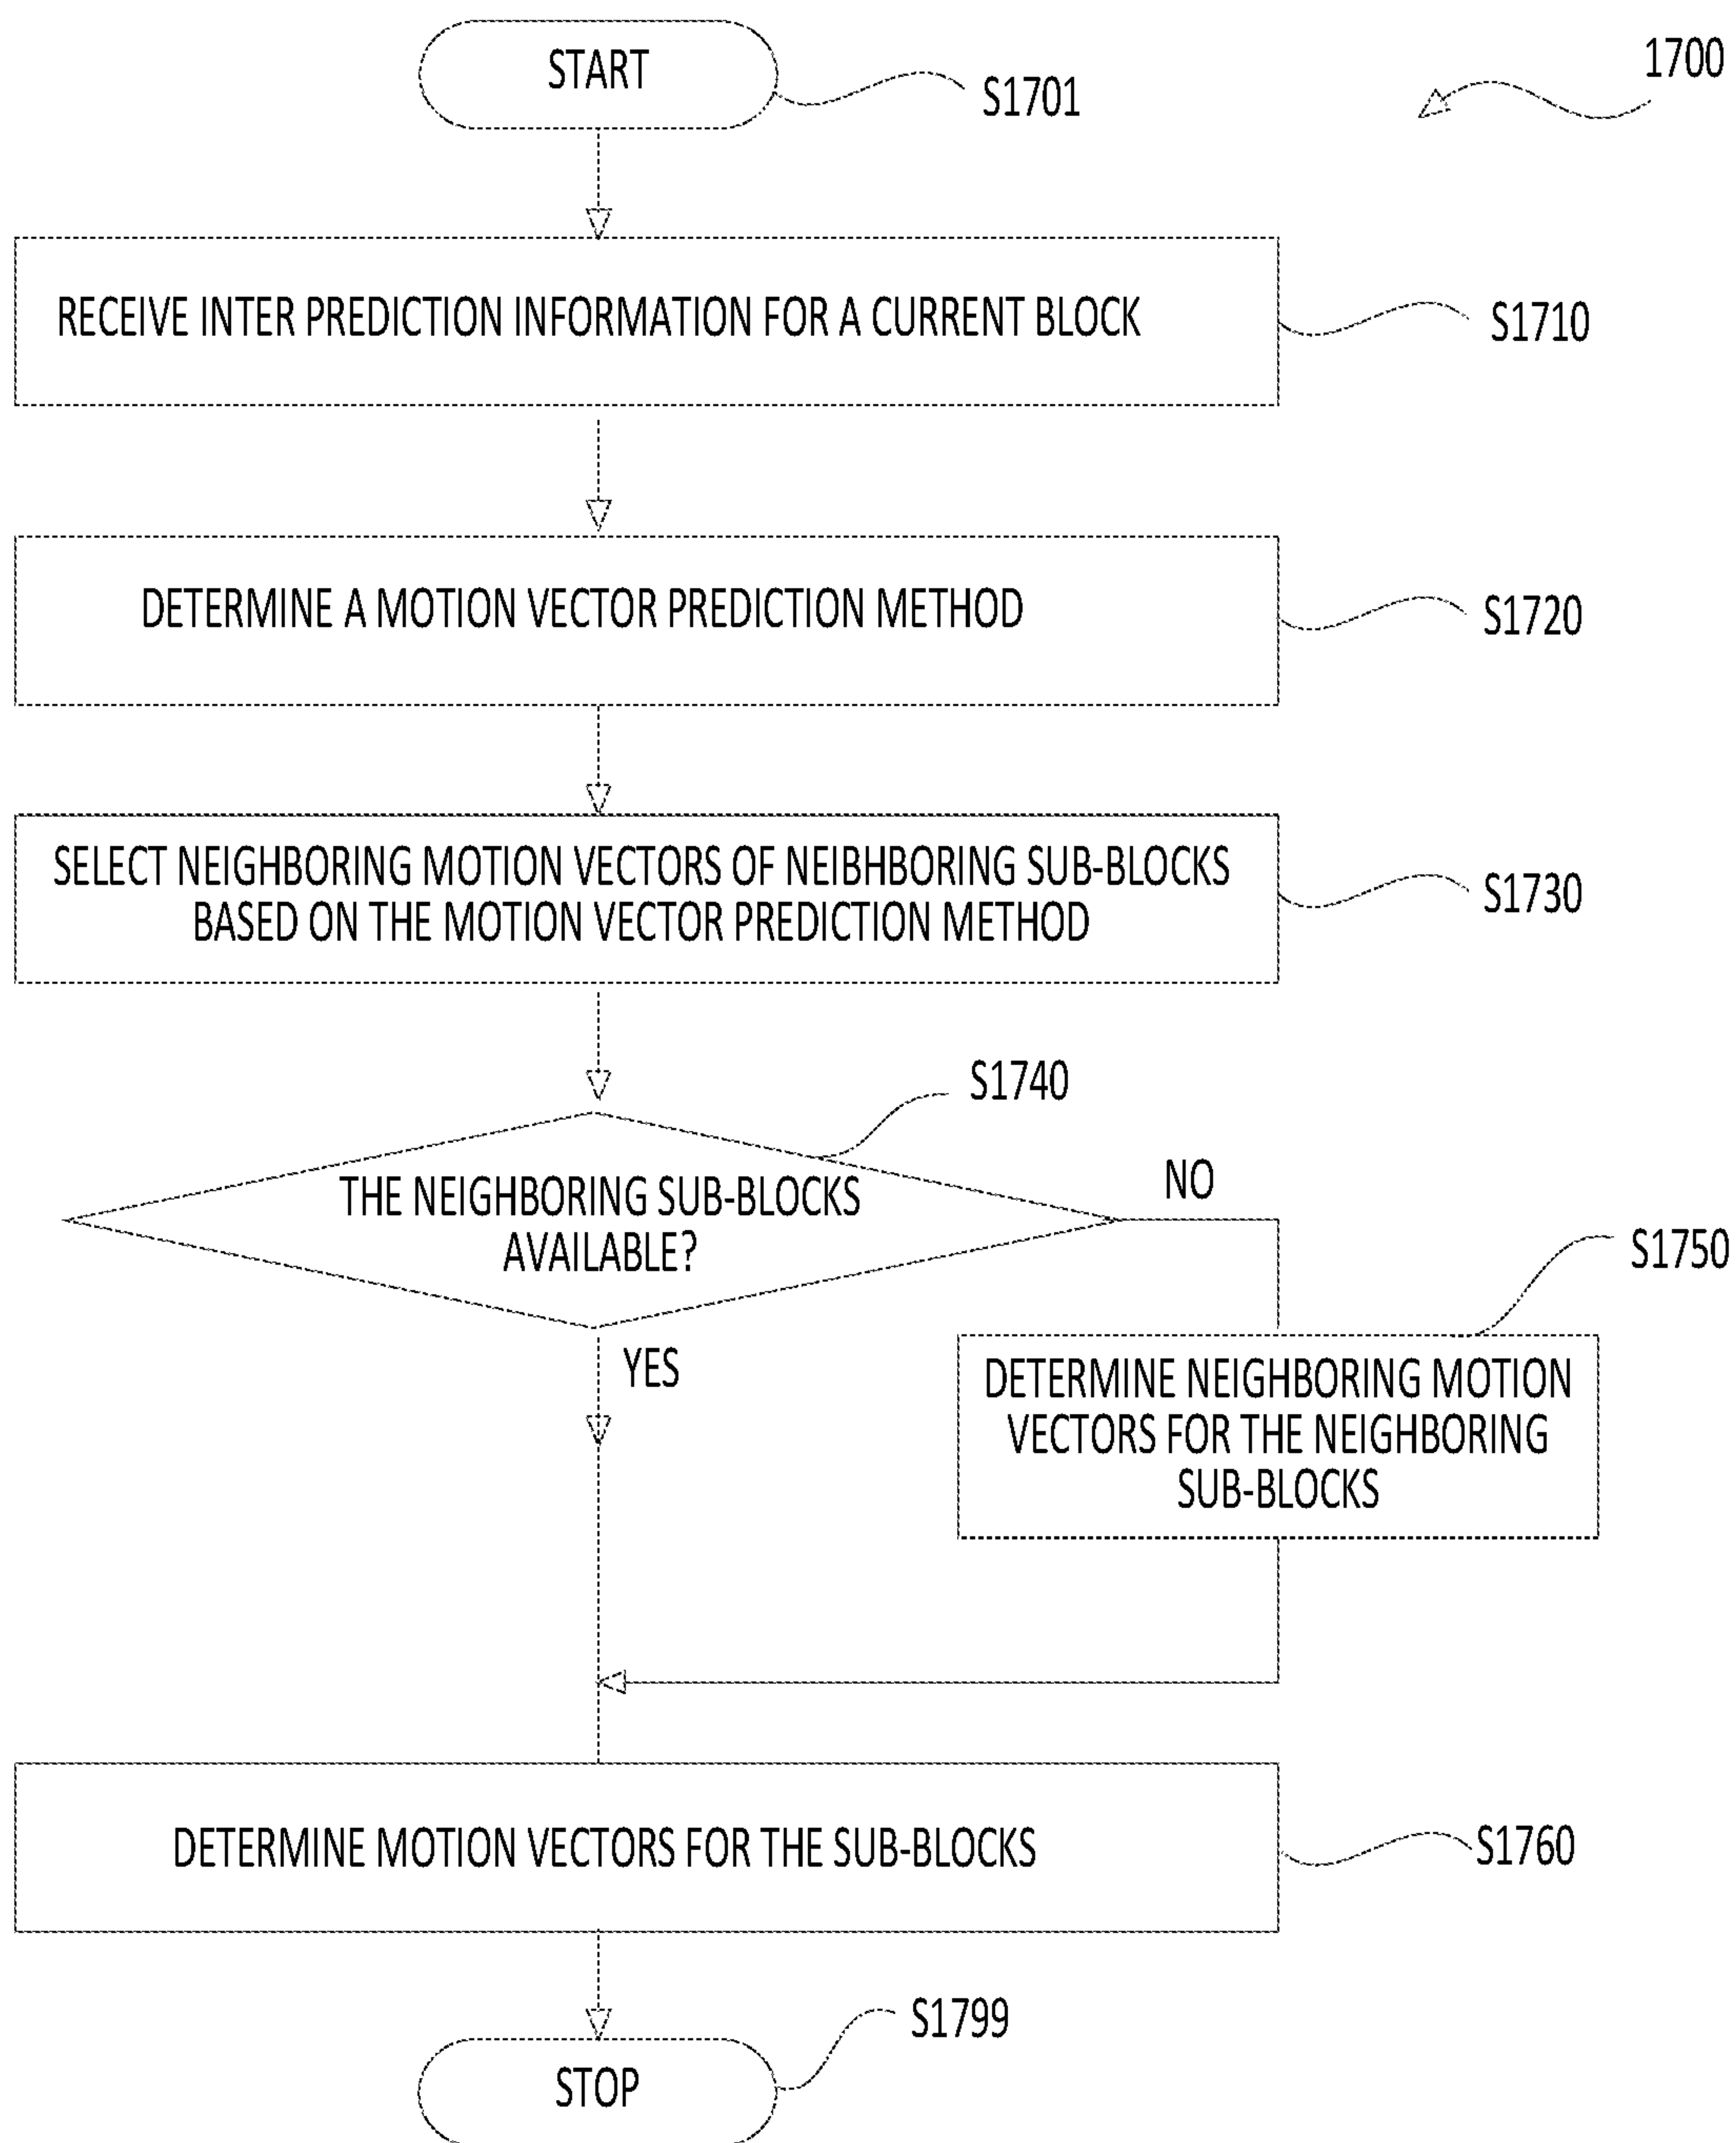 START
S1701
1700
RECEIVE INTER PREDICTION INFORMATION FOR A CURRENT BLOCK
S1710
DETERMINE A MOTION VECTOR PREDICTION METHOD
S1720
SELECT NEIGHBORING MOTION VECTORS OF NEIBHBORING SUB-BLOCKS
BASED ON THE MOTION VECTOR PREDICTION METHOD
S1730
S1740
THE NEIGHBORING SUB-BLOCKS
AVAILABLE?
NO
YES
S1750
DETERMINE NEIGHBORING MOTION
VECTORS FOR THE NEIGHBORING
SUB-BLOCKS
DETERMINE MOTION VECTORS FOR THE SUB-BLOCKS
S1760
S1799
STOP